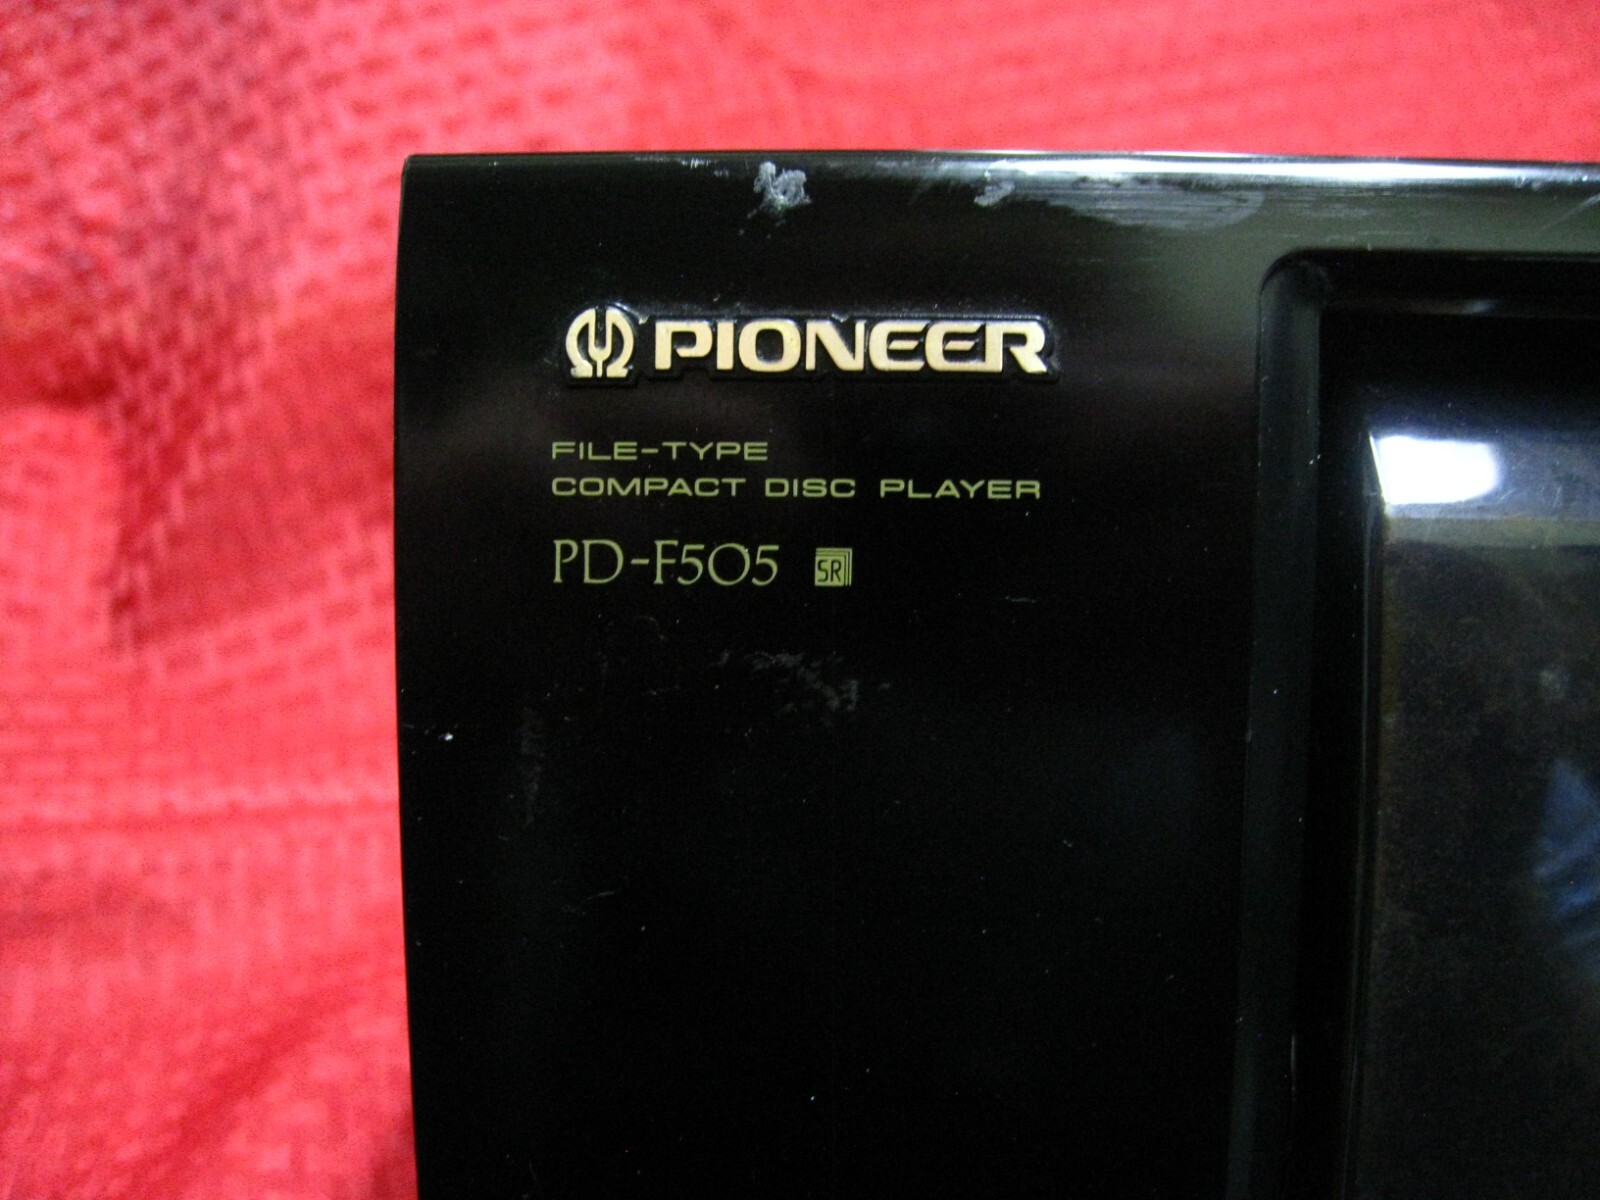 PIONEER
FILE-TYPE
COMPACT DISC PLAYER
PD-F505 SR